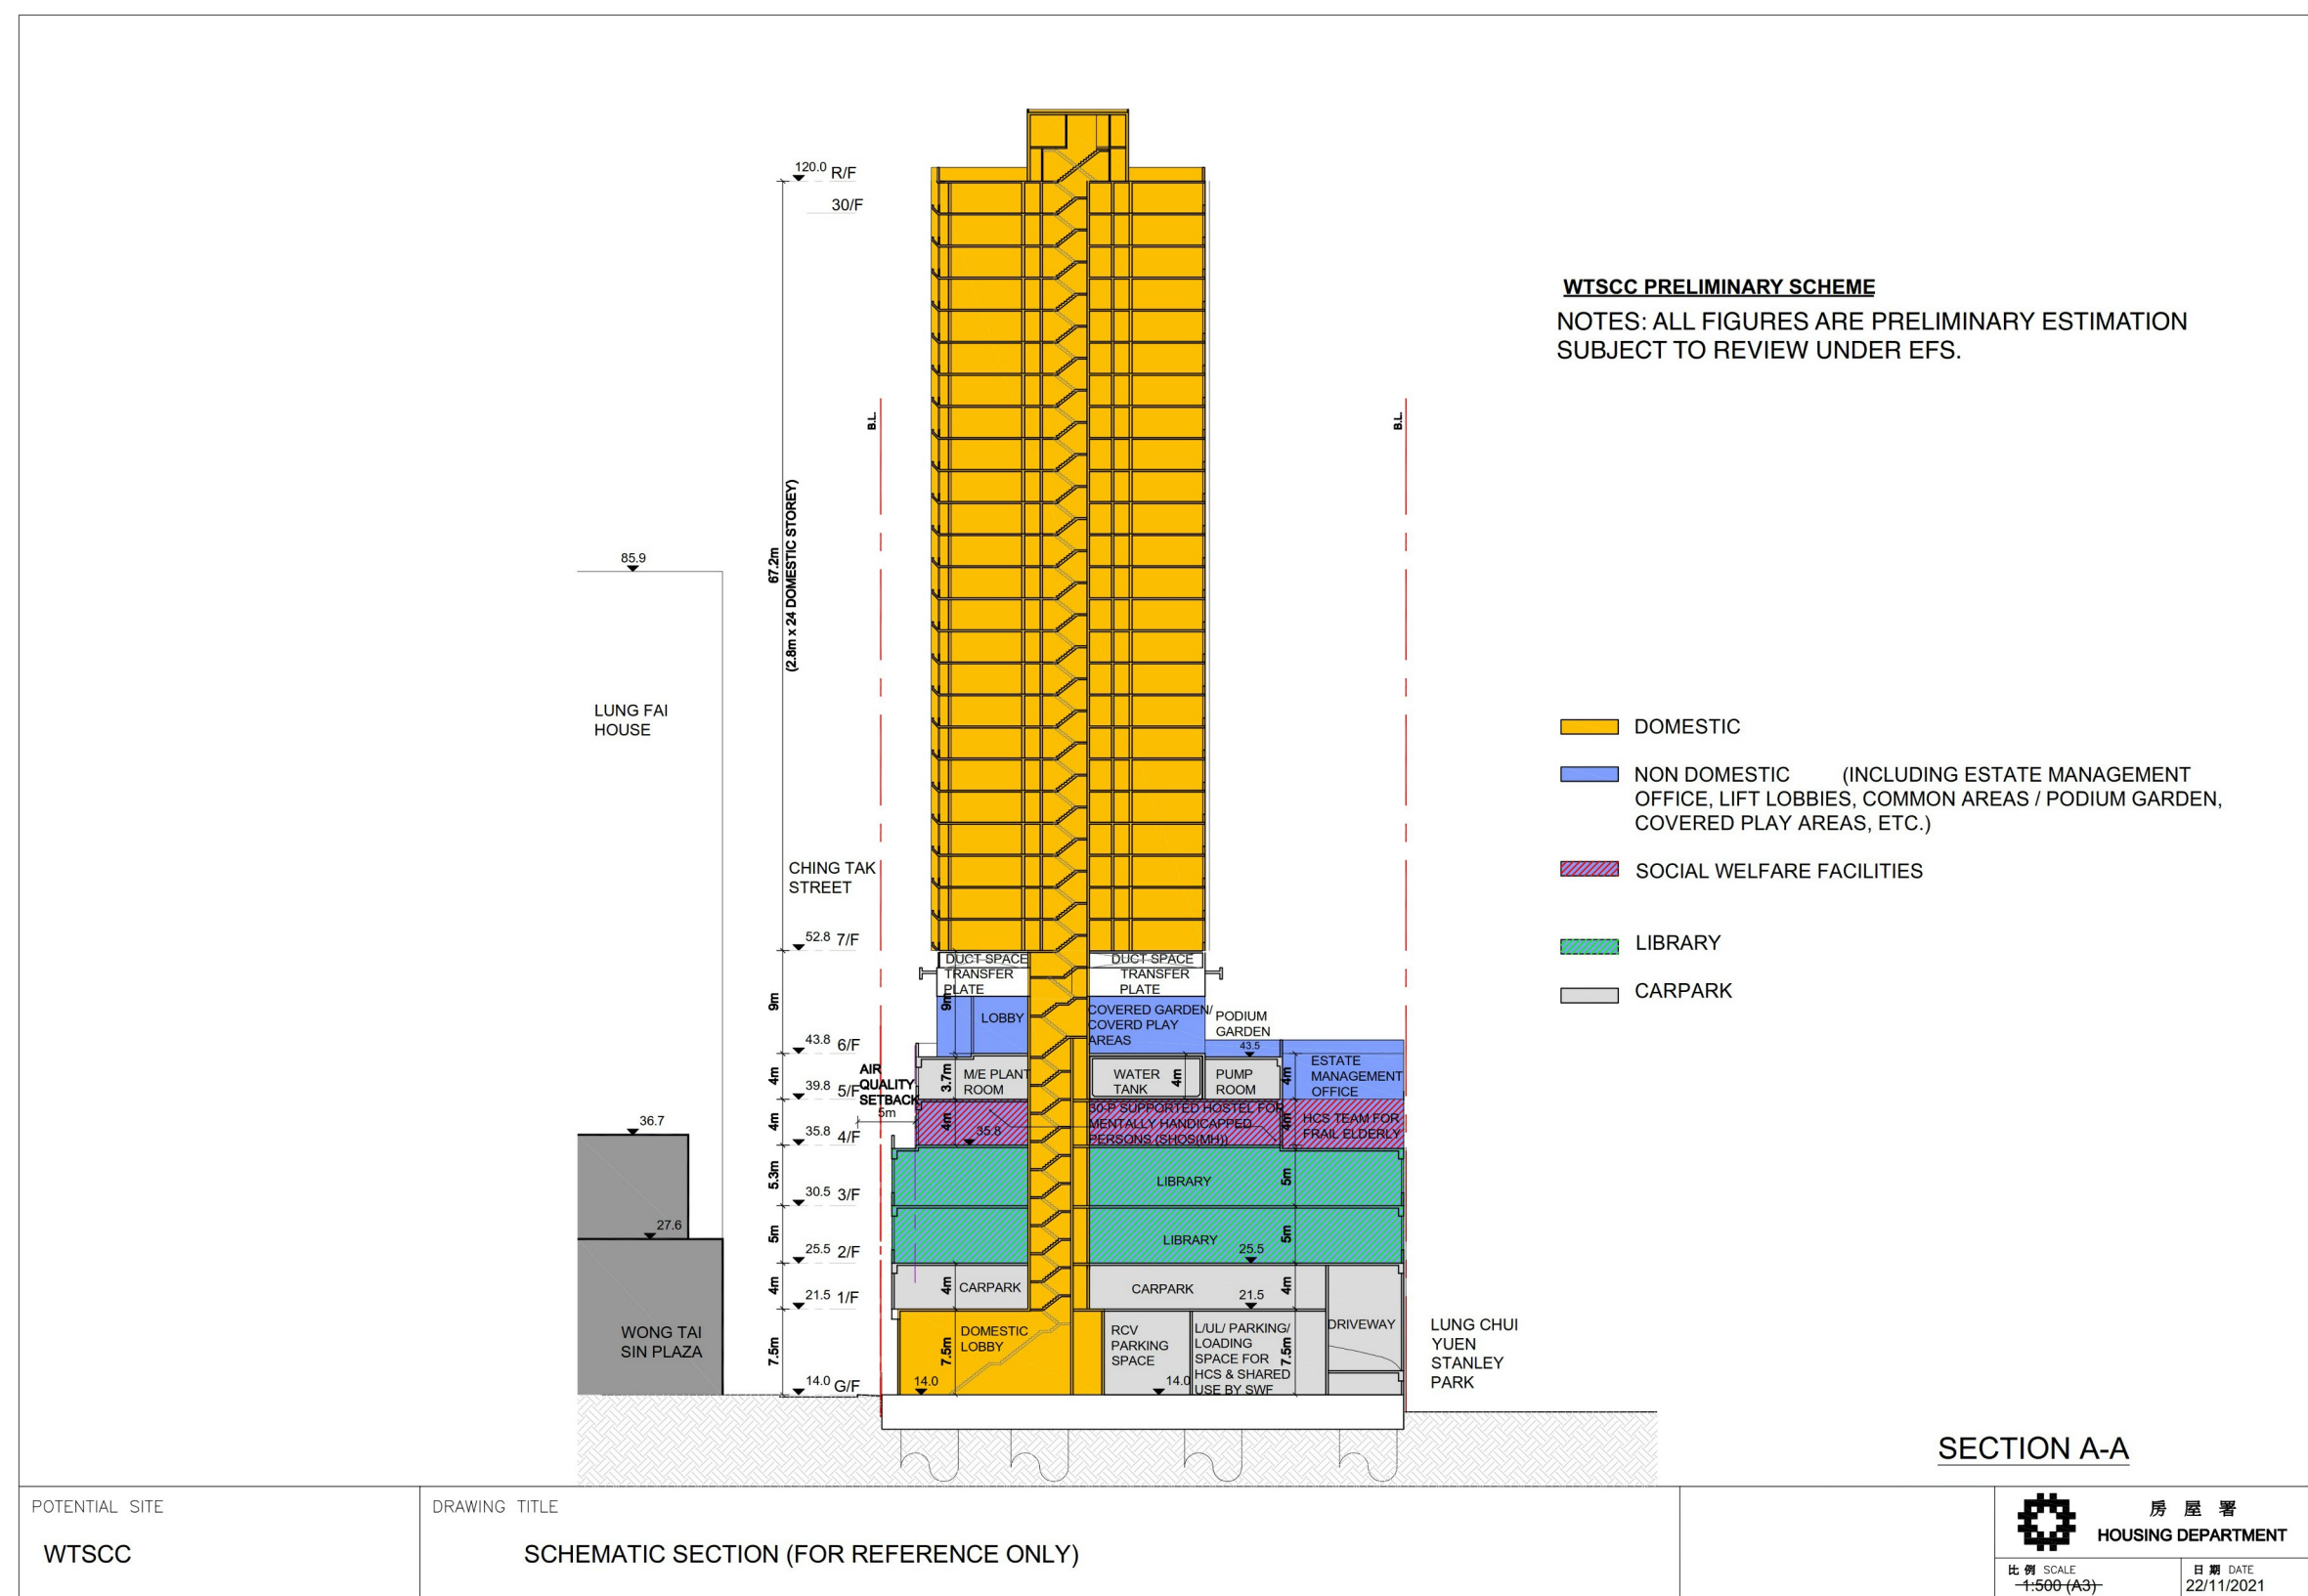 120.0 R/F
30/F
WTSCC PRELIMINARY SCHEME
NOTES: ALL FIGURES ARE PRELIMINARY ESTIMATION
SUBJECT TO REVIEW UNDER EFS.
B.L.
B.L.
67.2m
(2.8m x 24 DOMESTIC STOREY)
85.9
LUNG FAI
HOUSE
DOMESTIC
NON DOMESTIC (INCLUDING ESTATE MANAGEMENT
OFFICE, LIFT LOBBIES, COMMON AREAS / PODIUM GARDEN,
COVERED PLAY AREAS, ETC.)
SOCIAL WELFARE FACILITIES
LIBRARY
CARPARK
CHING TAK
STREET
52.8 7/F
DUCT SPACE
TRANSFER
PLATE
DUCT SPACE
TRANSFER
PLATE
9m
9m
LOBBY
COVERED GARDEN/
COVERD PLAY
AREAS
PODIUM
GARDEN
43.8 6/F
43.5
4m
AIR
QUALITY
SETBACK
5m
3.7m
M/E PLANT
ROOM
WATER
TANK
4m
PUMP
ROOM
4m
ESTATE
MANAGEMENT
OFFICE
39.8 5/F
4m
4m
30-P SUPPORTED HOSTEL FOR
MENTALLY HANDICAPPED
PERSONS (SHOS(MH))
4m
HCS TEAM FOR
FRAIL ELDERLY
36.7
35.8 4/F
35.8
5.3m
LIBRARY
5m
30.5 3/F
27.6
5m
LIBRARY
5m
25.5 2/F
25.5
4m
4m
CARPARK
CARPARK
4m
21.5 1/F
21.5
WONG TAI
SIN PLAZA
7.5m
7.5m
DOMESTIC
LOBBY
RCV
PARKING
SPACE
L/UL/ PARKING/
LOADING
SPACE FOR
HCS & SHARED
USE BY SWF
7.5m
DRIVEWAY
LUNG CHUI
YUEN
STANLEY
PARK
14.0 G/F
14.0
14.0
SECTION A-A
POTENTIAL SITE
WTSCC
DRAWING TITLE
SCHEMATIC SECTION (FOR REFERENCE ONLY)
房屋署
HOUSING DEPARTMENT
比例 SCALE
1:500 (A3)
日期 DATE
22/11/2021